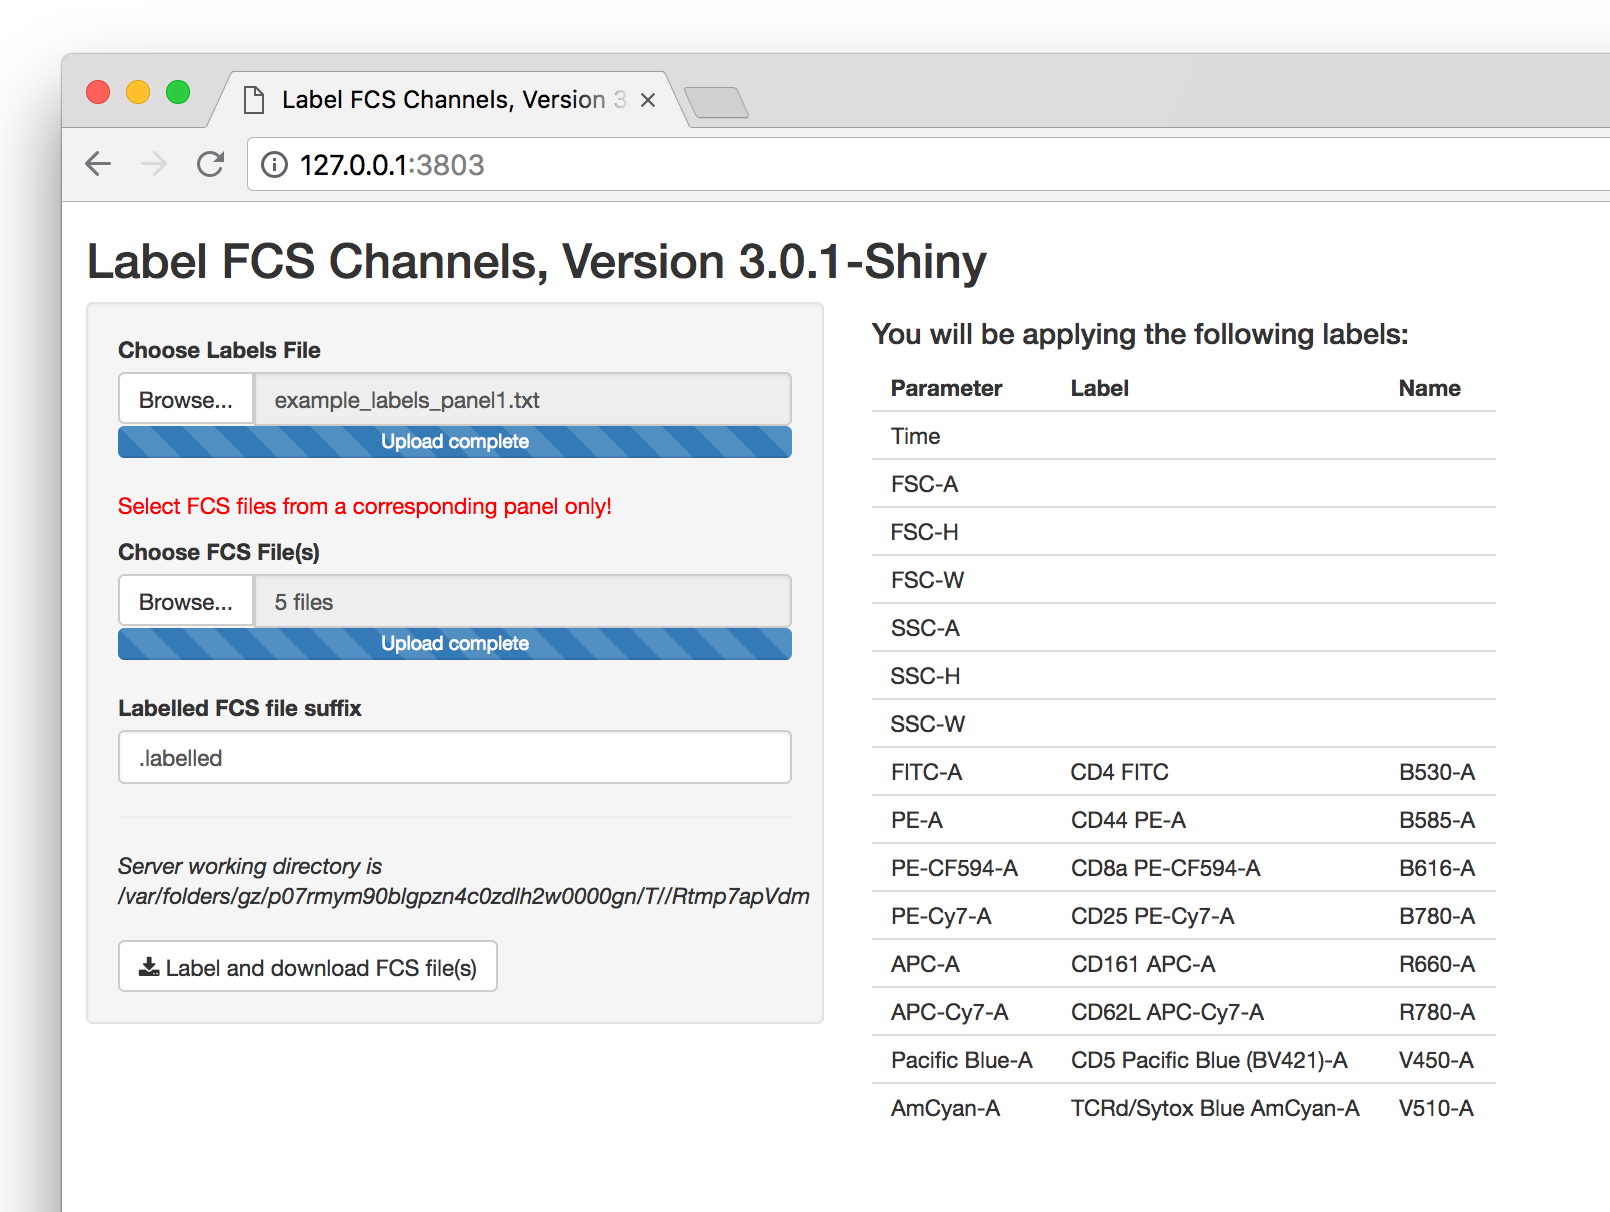 Label FCS Channels, Version 3
127.0.0.1:3803
Label FCS Channels, Version 3.0.1-Shiny
Choose Labels File
Browse... example_labels_panel1.txt
Upload complete
Select FCS files from a corresponding panel only!
Choose FCS File(s)
Browse... 5 files
Upload complete
Labelled FCS file suffix
.labelled
Server working directory is
/var/folders/gz/p07rmym90blgpzn4c0zdlh2w0000gn/T//Rtmp7apVdm
Label and download FCS file(s)
You will be applying the following labels:
Parameter Label Name
Time
FSC-A
FSC-H
FSC-W
SSC-A
SSC-H
SSC-W
FITC-A CD4 FITC B530-A
PE-A CD44 PE-A B585-A
PE-CF594-A CD8a PE-CF594-A B616-A
PE-Cy7-A CD25 PE-Cy7-A B780-A
APC-A CD161 APC-A R660-A
APC-Cy7-A CD62L APC-Cy7-A R780-A
Pacific Blue-A CD5 Pacific Blue (BV421)-A V450-A
AmCyan-A TCRd/Sytox Blue AmCyan-A V510-A